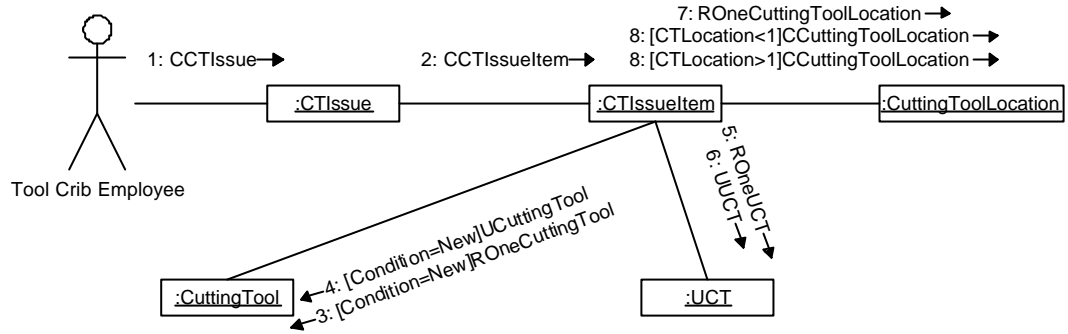 7: ROneCuttingToolLocation
8: [CTLocation<1]CCuttingToolLocation
1: CCTIssue
2: CCTIssueItem
8: [CTLocation>1]CCuttingToolLocation
:CTIssue
:CTIssueItem
:CuttingToolLocation
Tool Crib Employee
5: ROneUCT
6: UUCT
4: [Condition=New]UCuttingTool
3: [Condition=New]ROneCuttingTool
:CuttingTool
:UCT